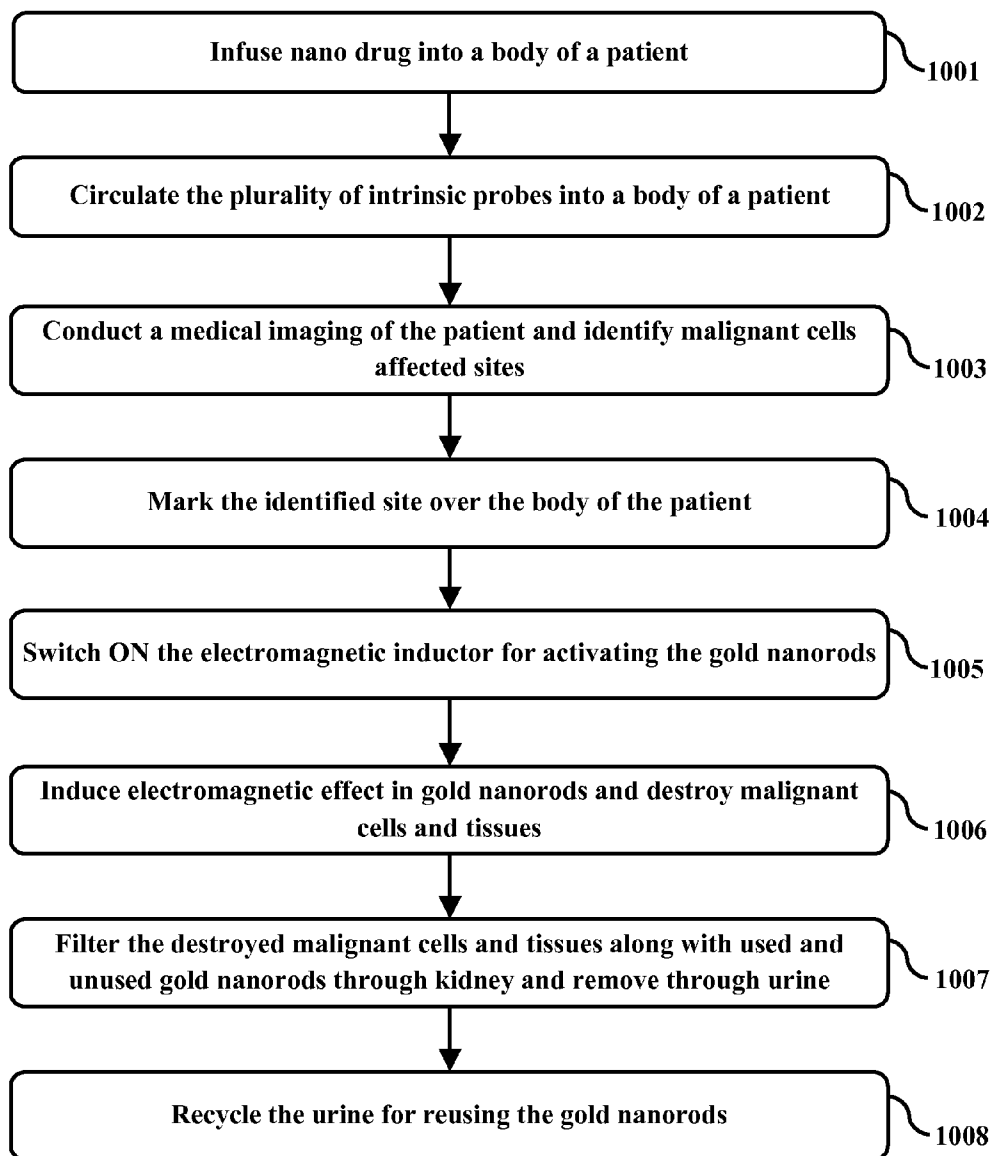 Infuse nano drug into a body of a patient
1001
Circulate the plurality of intrinsic probes into a body of a patient
1002
Conduct a medical imaging of the patient and identify malignant cells
affected sites
1003
Mark the identified site over the body of the patient
1004
Switch ON the electromagnetic inductor for activating the gold nanorods
1005
Induce electromagnetic effect in gold nanorods and destroy malignant
cells and tissues
1006
Filter the destroyed malignant cells and tissues along with used and
unused gold nanorods through kidney and remove through urine
1007
Recycle the urine for reusing the gold nanorods
1008